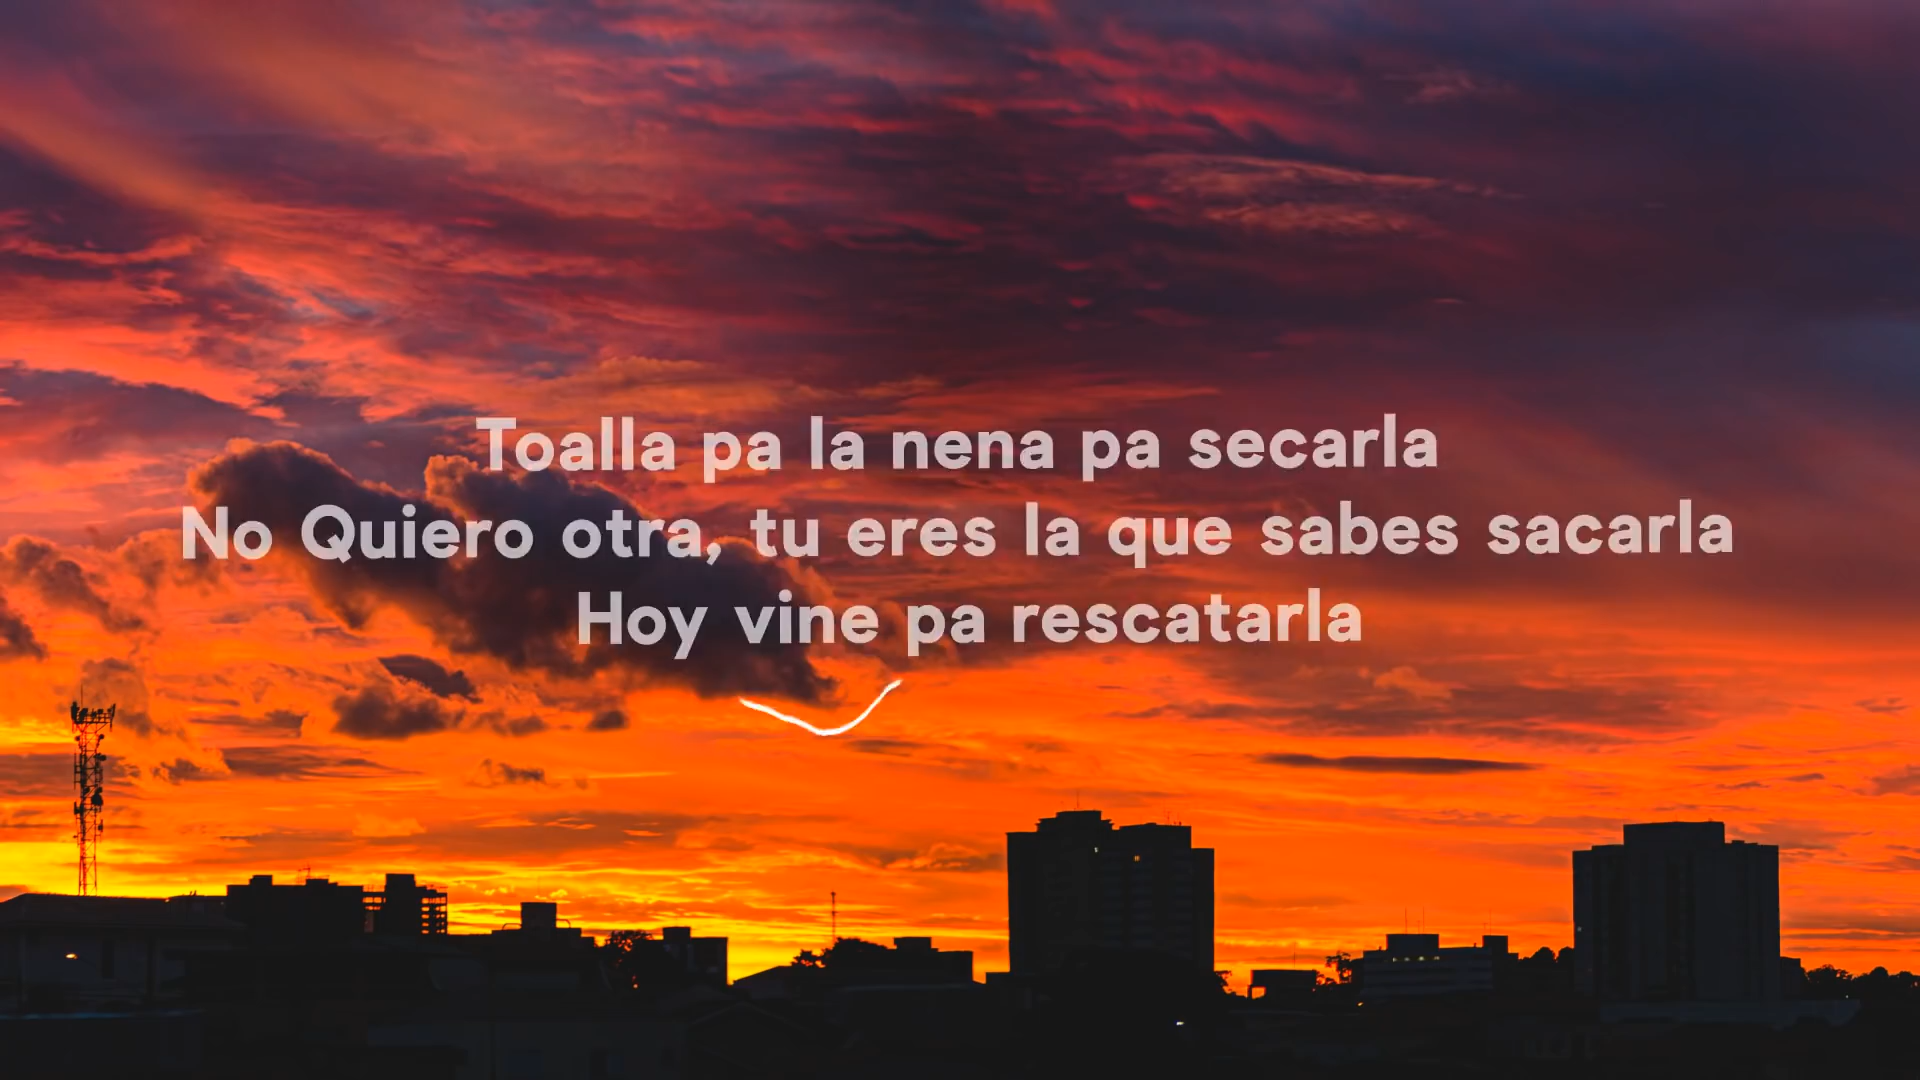 Toalla pa la nena pa secarla
No Quiero otra, tu eres la que sabes sacarla
Hoy vine pa rescatarla